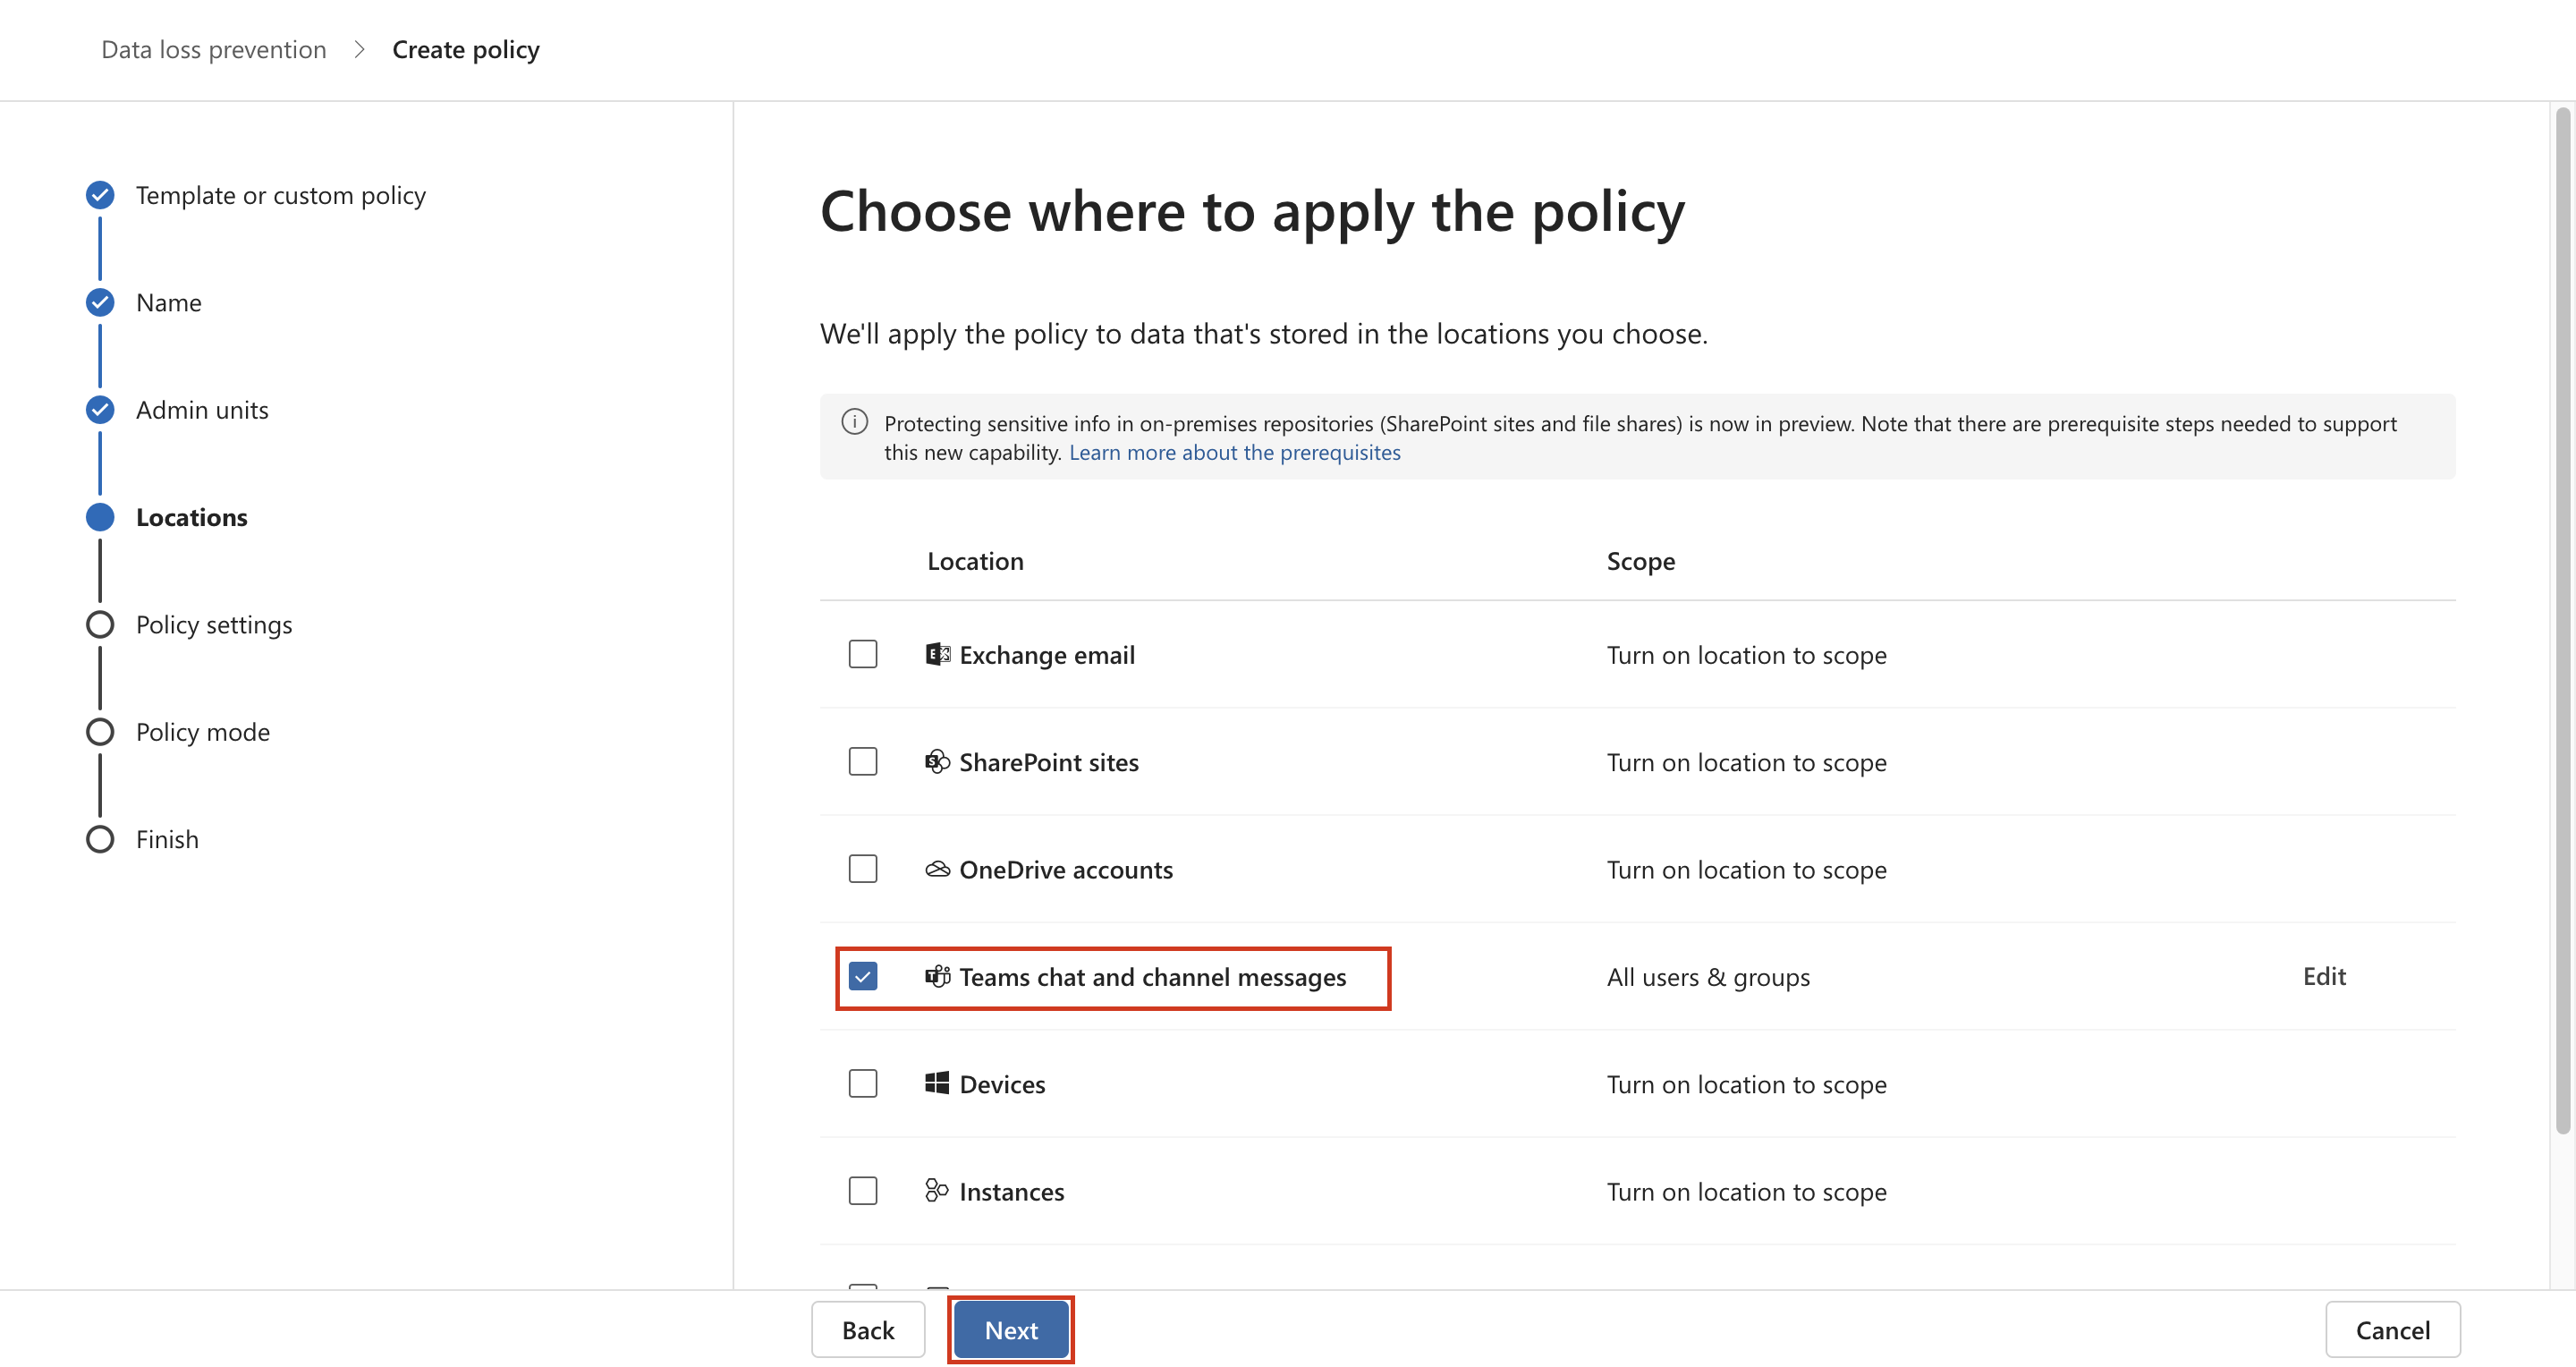 Data loss prevention > Create policy
Template or custom policy
Name
Admin units
Locations
Policy settings
Policy mode
Finish
Choose where to apply the policy
We'll apply the policy to data that's stored in the locations you choose.
Protecting sensitive info in on-premises repositories (SharePoint sites and file shares) is now in preview. Note that there are prerequisite steps needed to support
this new capability. Learn more about the prerequisites
Location Scope
Exchange email Turn on location to scope
SharePoint sites Turn on location to scope
OneDrive accounts Turn on location to scope
Teams chat and channel messages All users & groups Edit
Devices Turn on location to scope
Instances Turn on location to scope
Back Next Cancel